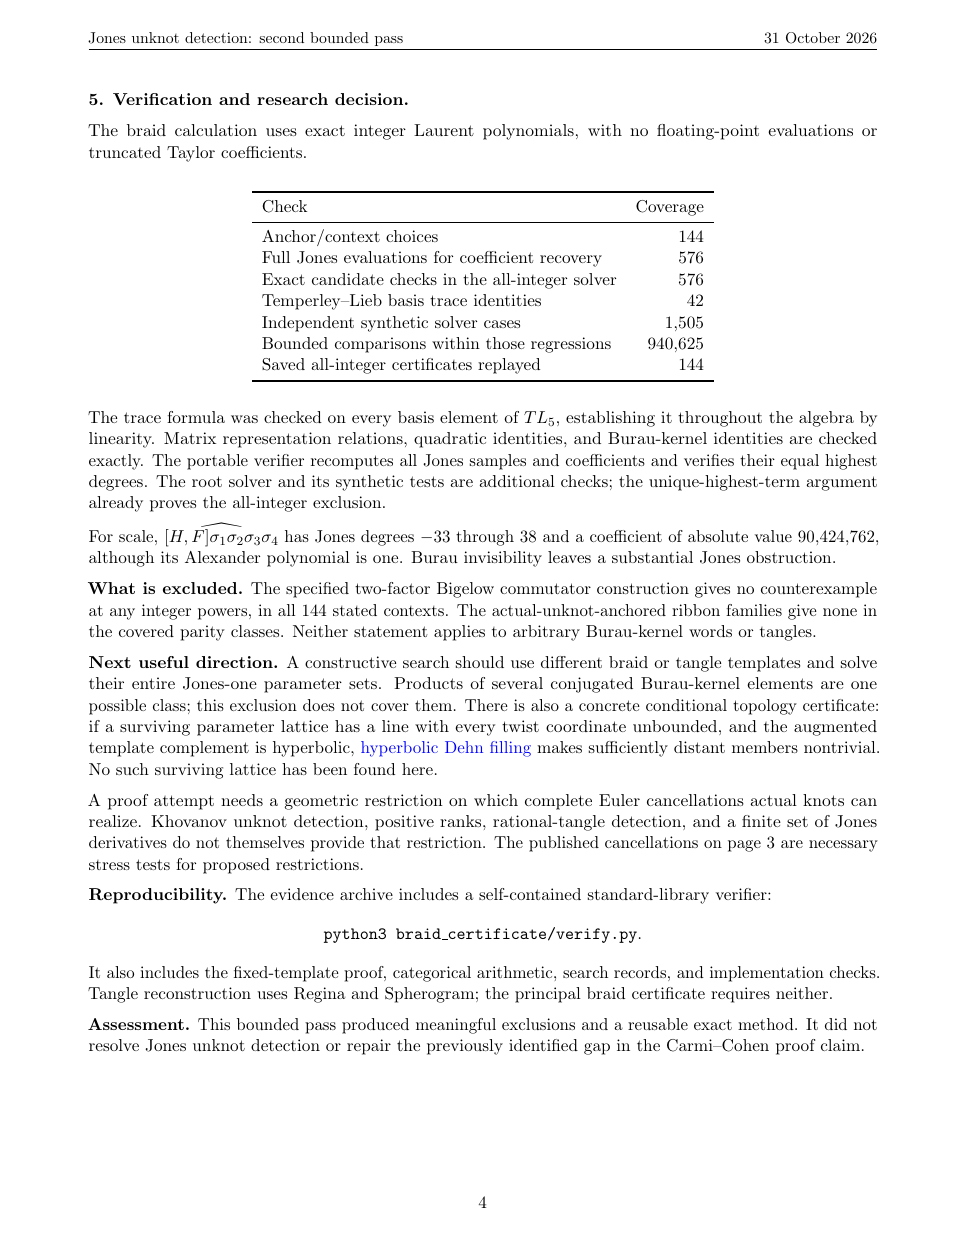 Jones unknot detection: second bounded pass 31 October 2026
5. Verification and research decision.
The braid calculation uses exact integer Laurent polynomials, with no floating-point evaluations or
truncated Taylor coefficients.
Check Coverage
Anchor/context choices 144
Full Jones evaluations for coefficient recovery 576
Exact candidate checks in the all-integer solver 576
Temperley–Lieb basis trace identities 42
Independent synthetic solver cases 1,505
Bounded comparisons within those regressions 940,625
Saved all-integer certificates replayed 144
The trace formula was checked on every basis element of TL₅, establishing it throughout the algebra by
linearity. Matrix representation relations, quadratic identities, and Burau-kernel identities are checked
exactly. The portable verifier recomputes all Jones samples and coefficients and verifies their equal highest
degrees. The root solver and its synthetic tests are additional checks; the unique-highest-term argument
already proves the all-integer exclusion.
For scale, [H, F]σ₁σ₂σ₃σ₄ has Jones degrees −33 through 38 and a coefficient of absolute value 90,424,762,
although its Alexander polynomial is one. Burau invisibility leaves a substantial Jones obstruction.
What is excluded. The specified two-factor Bigelow commutator construction gives no counterexample
at any integer powers, in all 144 stated contexts. The actual-unknot-anchored ribbon families give none in
the covered parity classes. Neither statement applies to arbitrary Burau-kernel words or tangles.
Next useful direction. A constructive search should use different braid or tangle templates and solve
their entire Jones-one parameter sets. Products of several conjugated Burau-kernel elements are one
possible class; this exclusion does not cover them. There is also a concrete conditional topology certificate:
if a surviving parameter lattice has a line with every twist coordinate unbounded, and the augmented
template complement is hyperbolic, hyperbolic Dehn filling makes sufficiently distant members nontrivial.
No such surviving lattice has been found here.
A proof attempt needs a geometric restriction on which complete Euler cancellations actual knots can
realize. Khovanov unknot detection, positive ranks, rational-tangle detection, and a finite set of Jones
derivatives do not themselves provide that restriction. The published cancellations on page 3 are necessary
stress tests for proposed restrictions.
Reproducibility. The evidence archive includes a self-contained standard-library verifier:
python3 braid_certificate/verify.py.
It also includes the fixed-template proof, categorical arithmetic, search records, and implementation checks.
Tangle reconstruction uses Regina and Spherogram; the principal braid certificate requires neither.
Assessment. This bounded pass produced meaningful exclusions and a reusable exact method. It did not
resolve Jones unknot detection or repair the previously identified gap in the Carmi–Cohen proof claim.
4